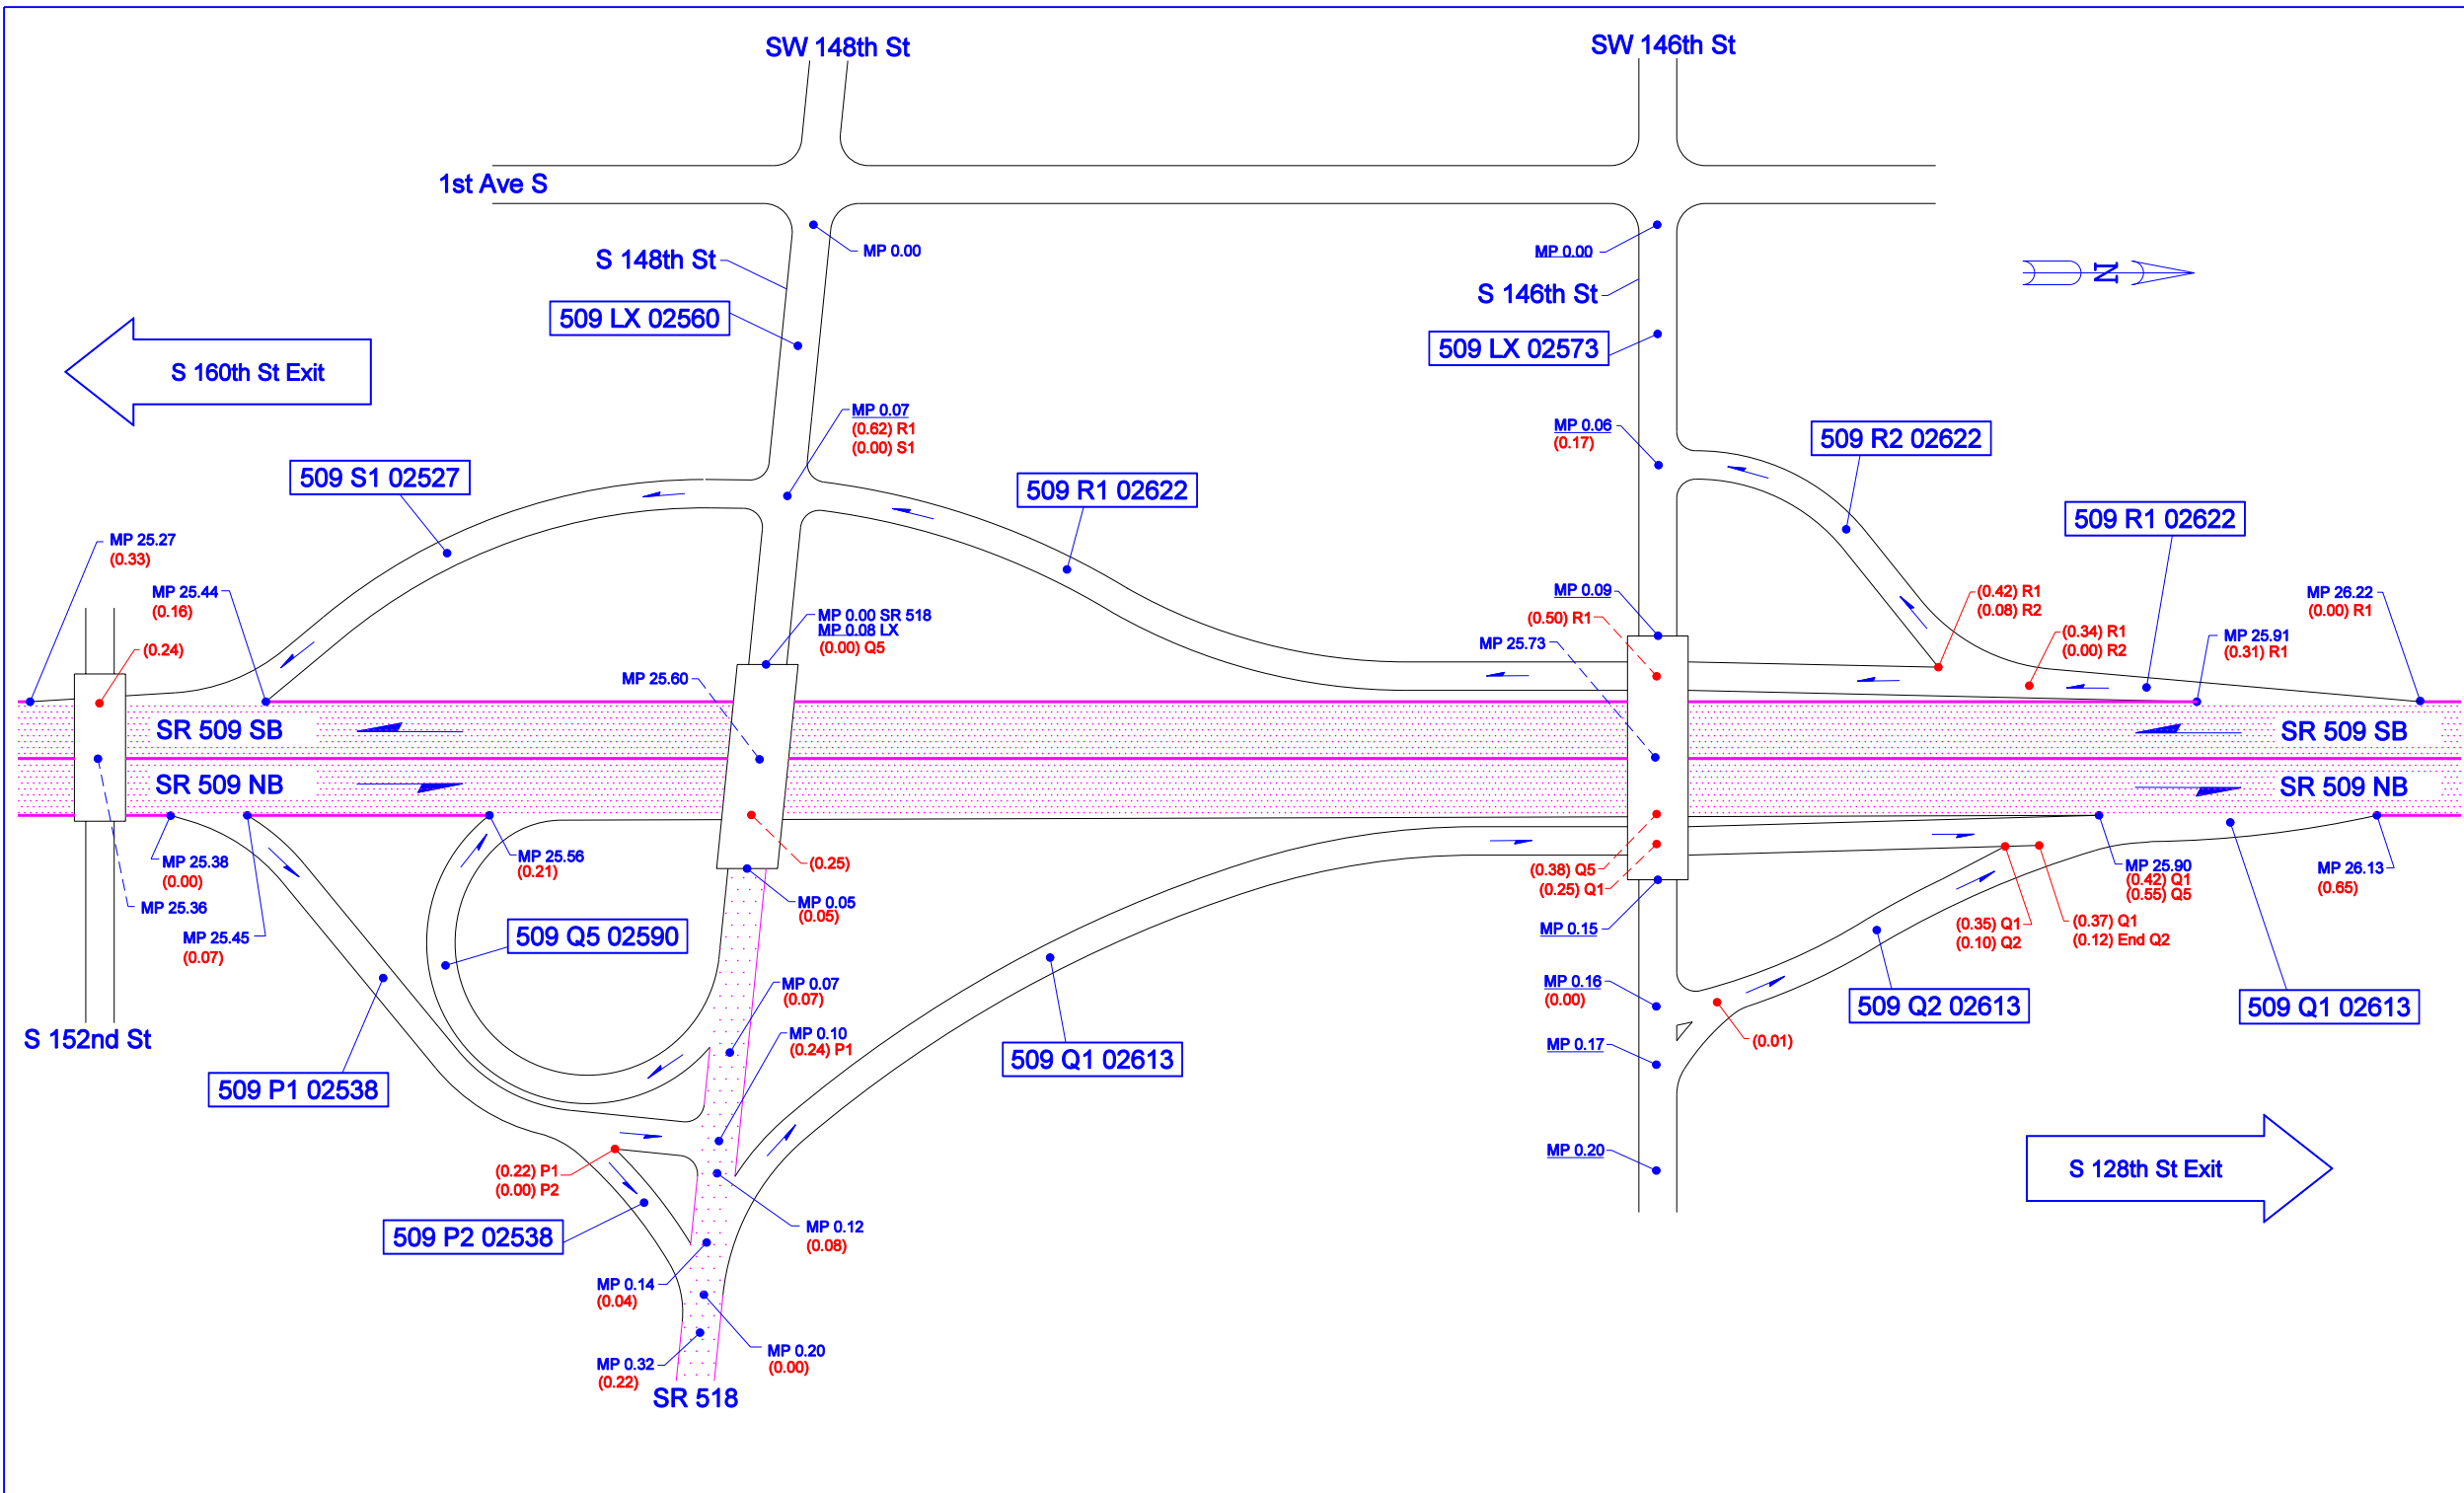 SW 148th St
SW 146th St
1st Ave S
MP 0.00
MP 0.00
S 148th St
S 146th St
N
509 LX 02560
509 LX 02573
S 160th St Exit
MP 0.07
(0.62) R1
(0.00) S1
MP 0.06
(0.17)
509 R2 02622
509 S1 02527
509 R1 02622
509 R1 02622
MP 25.27
(0.33)
MP 25.44
(0.16)
MP 0.09
(0.42) R1
(0.08) R2
MP 26.22
(0.00) R1
MP 0.00 SR 518
MP 0.08 LX
(0.00) Q5
(0.50) R1
MP 25.73
(0.34) R1
(0.00) R2
MP 25.91
(0.31) R1
(0.24)
MP 25.60
SR 509 SB
SR 509 SB
SR 509 NB
SR 509 NB
MP 25.38
(0.00)
MP 25.56
(0.21)
(0.25)
(0.38) Q5
(0.25) Q1
MP 25.90
(0.42) Q1
(0.55) Q5
MP 26.13
(0.65)
MP 25.36
MP 0.05
(0.05)
MP 25.45
(0.07)
509 Q5 02590
MP 0.15
(0.35) Q1
(0.10) Q2
(0.37) Q1
(0.12) End Q2
MP 0.07
(0.07)
MP 0.16
(0.00)
509 Q2 02613
509 Q1 02613
S 152nd St
MP 0.10
(0.24) P1
509 Q1 02613
MP 0.17
(0.01)
509 P1 02538
MP 0.20
S 128th St Exit
(0.22) P1
(0.00) P2
509 P2 02538
MP 0.12
(0.08)
MP 0.14
(0.04)
MP 0.20
(0.00)
MP 0.32
(0.22)
SR 518